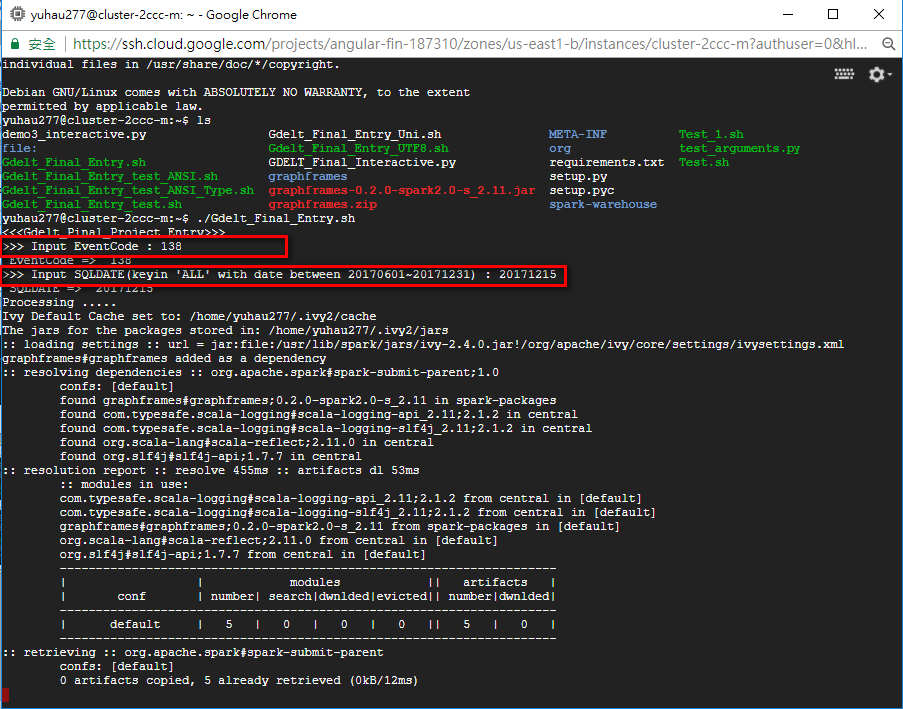 yuhau277@cluster-2ccc-m: ~ - Google Chrome
安全 | https://ssh.cloud.google.com/projects/angular-fin-187310/zones/us-east1-b/instances/cluster-2ccc-m?authuser=0&hl...
individual files in /usr/share/doc/*/copyright.
Debian GNU/Linux comes with ABSOLUTELY NO WARRANTY, to the extent
permitted by applicable law.
yuhau277@cluster-2ccc-m:~$ ls
demo3_interactive.py Gdelt_Final_Entry_Uni.sh META-INF Test_1.sh
file: Gdelt_Final_Entry_UTF8.sh org test_arguments.py
Gdelt_Final_Entry.sh GDELT_Final_Interactive.py requirements.txt Test.sh
Gdelt_Final_Entry_test_ANSI.sh graphframes setup.py
Gdelt_Final_Entry_test_ANSI_Type.sh graphframes-0.2.0-spark2.0-s_2.11.jar setup.pyc
Gdelt_Final_Entry_test.sh graphframes.zip spark-warehouse
yuhau277@cluster-2ccc-m:~$ ./Gdelt_Final_Entry.sh
<<<Gdelt_Final_Project Entry>>>
>>> Input EventCode : 138
EventCode => 138
>>> Input SQLDATE(keyin 'ALL' with date between 20170601~20171231) : 20171215
SQLDATE => 20171215
Processing .....
Ivy Default Cache set to: /home/yuhau277/.ivy2/cache
The jars for the packages stored in: /home/yuhau277/.ivy2/jars
:: loading settings :: url = jar:file:/usr/lib/spark/jars/ivy-2.4.0.jar!/org/apache/ivy/core/settings/ivysettings.xml
graphframes#graphframes added as a dependency
:: resolving dependencies :: org.apache.spark#spark-submit-parent;1.0
confs: [default]
found graphframes#graphframes;0.2.0-spark2.0-s_2.11 in spark-packages
found com.typesafe.scala-logging#scala-logging-api_2.11;2.1.2 in central
found com.typesafe.scala-logging#scala-logging-slf4j_2.11;2.1.2 in central
found org.scala-lang#scala-reflect;2.11.0 in central
found org.slf4j#slf4j-api;1.7.7 in central
:: resolution report :: resolve 455ms :: artifacts dl 53ms
:: modules in use:
com.typesafe.scala-logging#scala-logging-api_2.11;2.1.2 from central in [default]
com.typesafe.scala-logging#scala-logging-slf4j_2.11;2.1.2 from central in [default]
graphframes#graphframes;0.2.0-spark2.0-s_2.11 from spark-packages in [default]
org.scala-lang#scala-reflect;2.11.0 from central in [default]
org.slf4j#slf4j-api;1.7.7 from central in [default]
---------------------------------------------------------------------
| | modules || artifacts |
| conf | number| search|dwnlded|evicted|| number|dwnlded|
---------------------------------------------------------------------
| default | 5 | 0 | 0 | 0 || 5 | 0 |
---------------------------------------------------------------------
:: retrieving :: org.apache.spark#spark-submit-parent
confs: [default]
0 artifacts copied, 5 already retrieved (0kB/12ms)